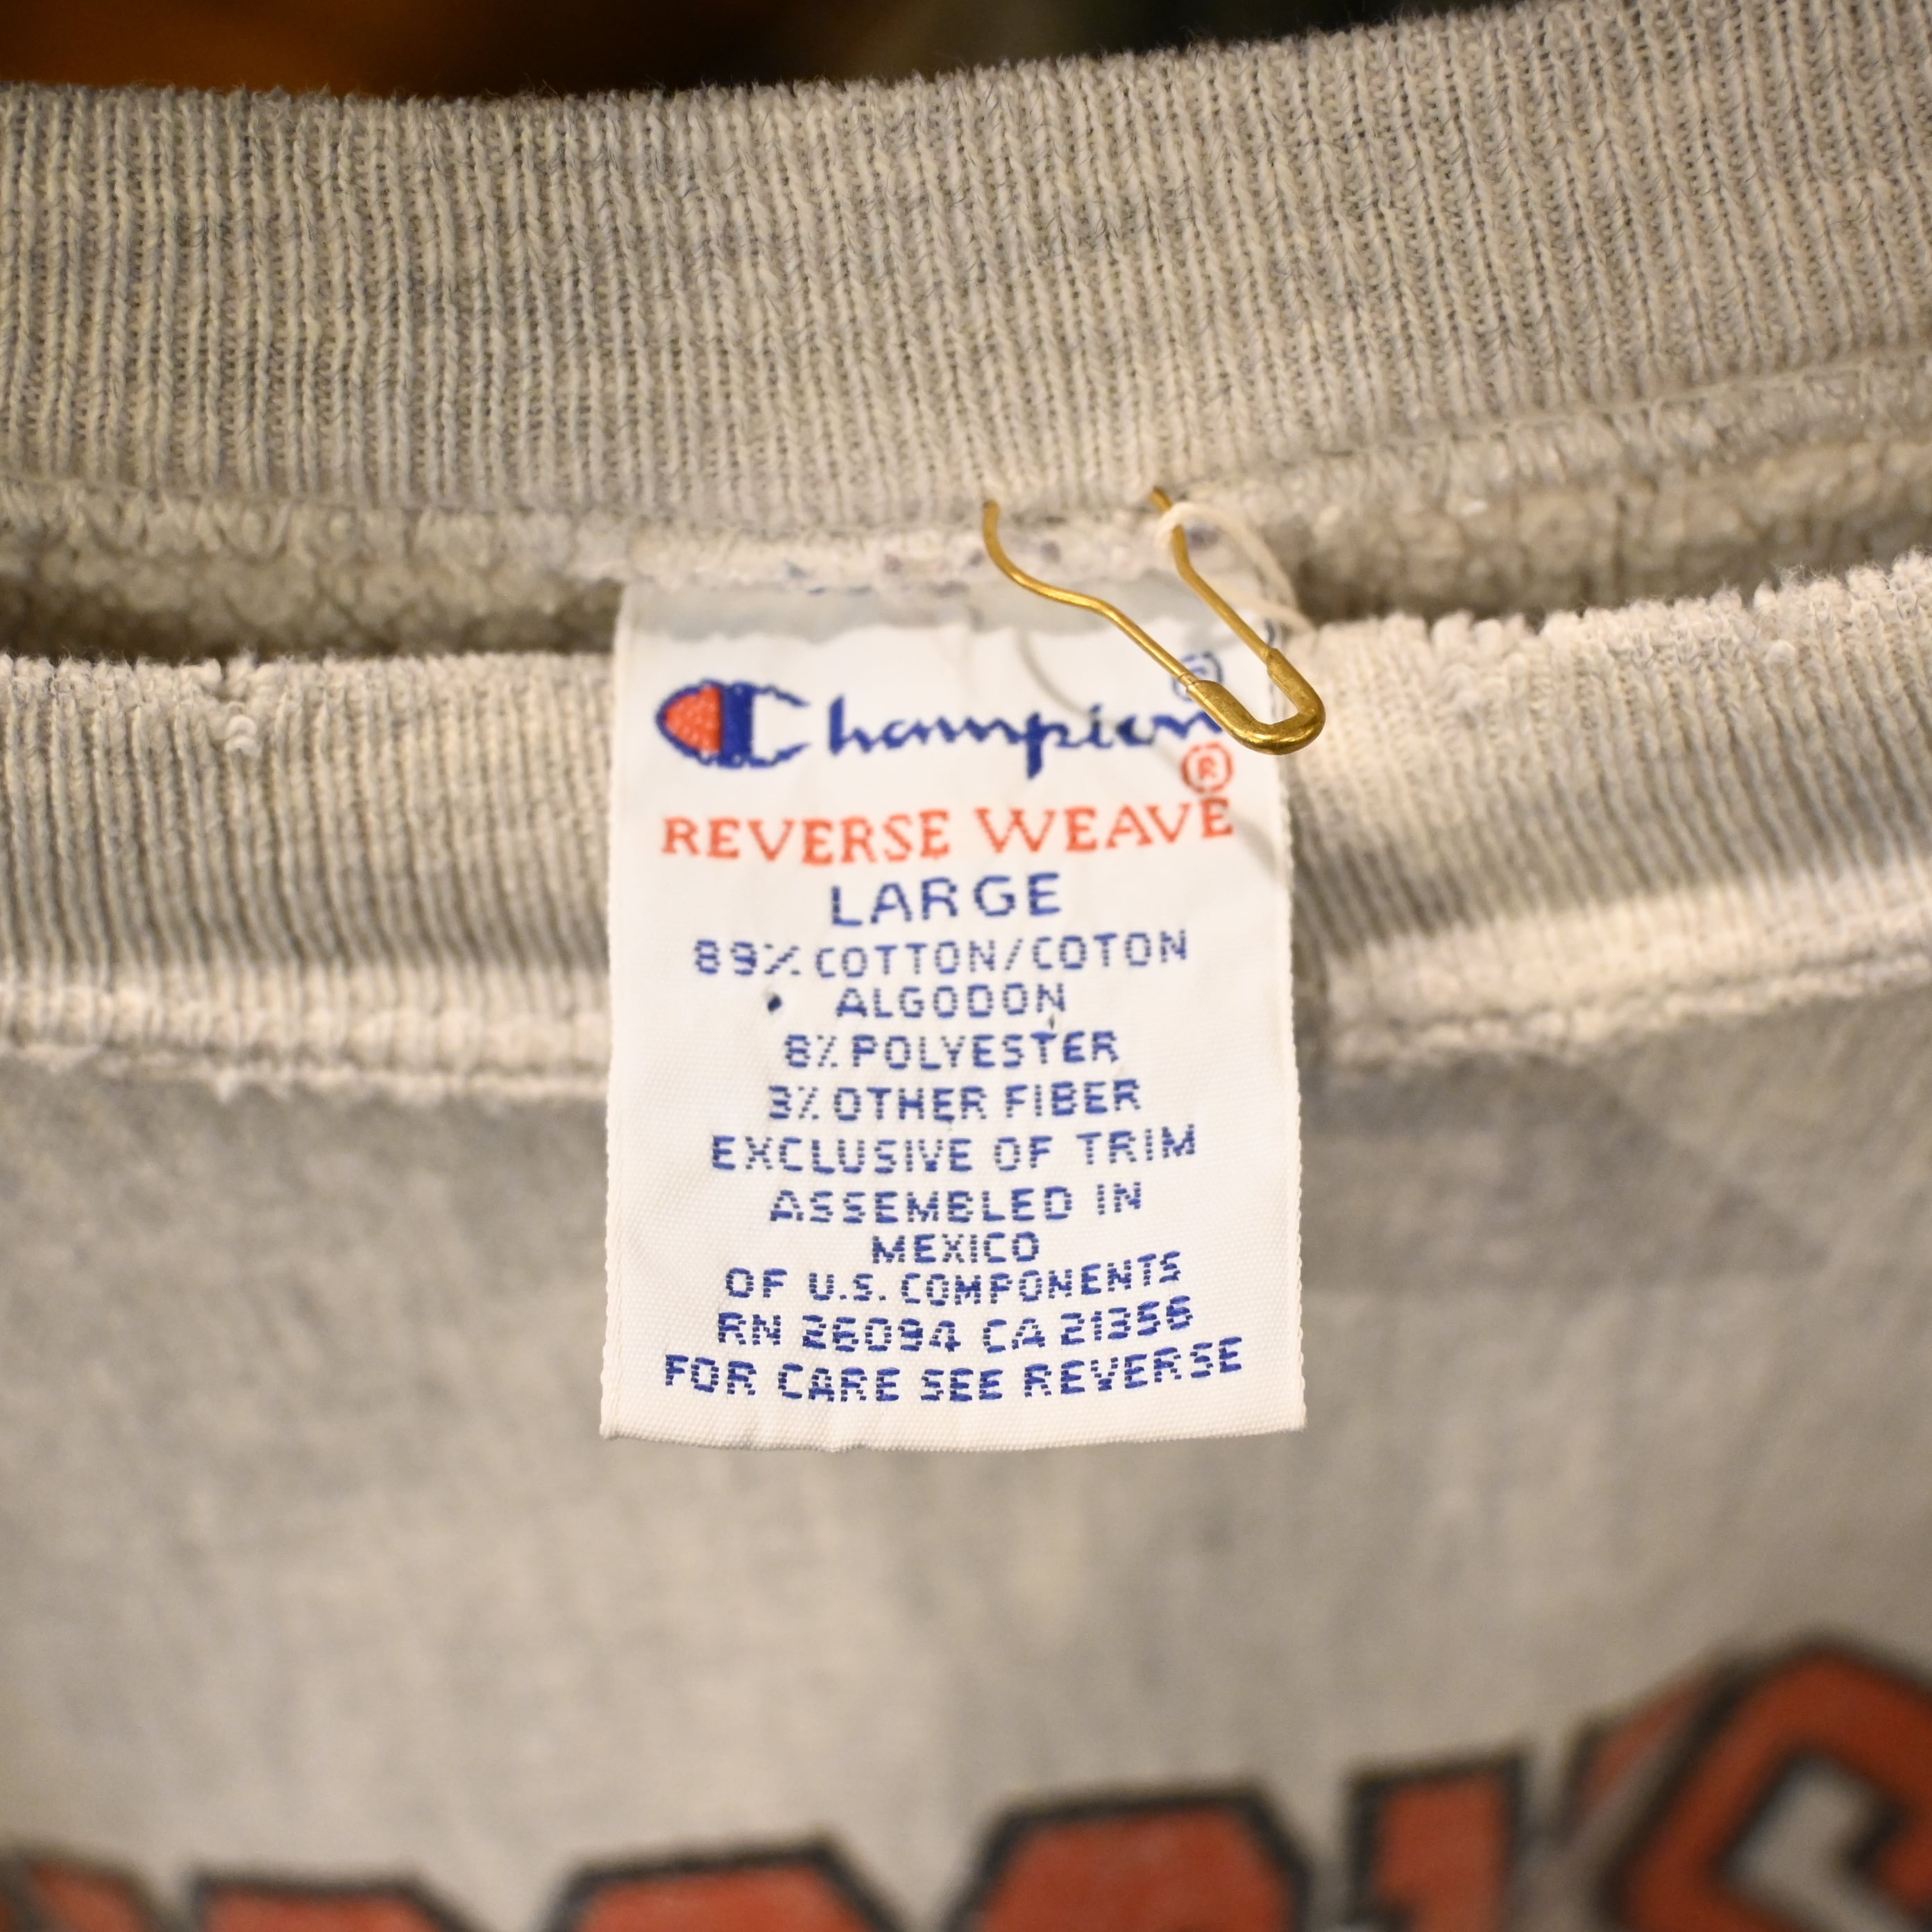 Champion ®
®
REVERSE WEAVE
LARGE
89% COTTON/COTON
ALGODON
8% POLYESTER
3% OTHER FIBER
EXCLUSIVE OF TRIM
ASSEMBLED IN
MEXICO
OF U.S. COMPONENTS
RN 26094 CA 21356
FOR CARE SEE REVERSE